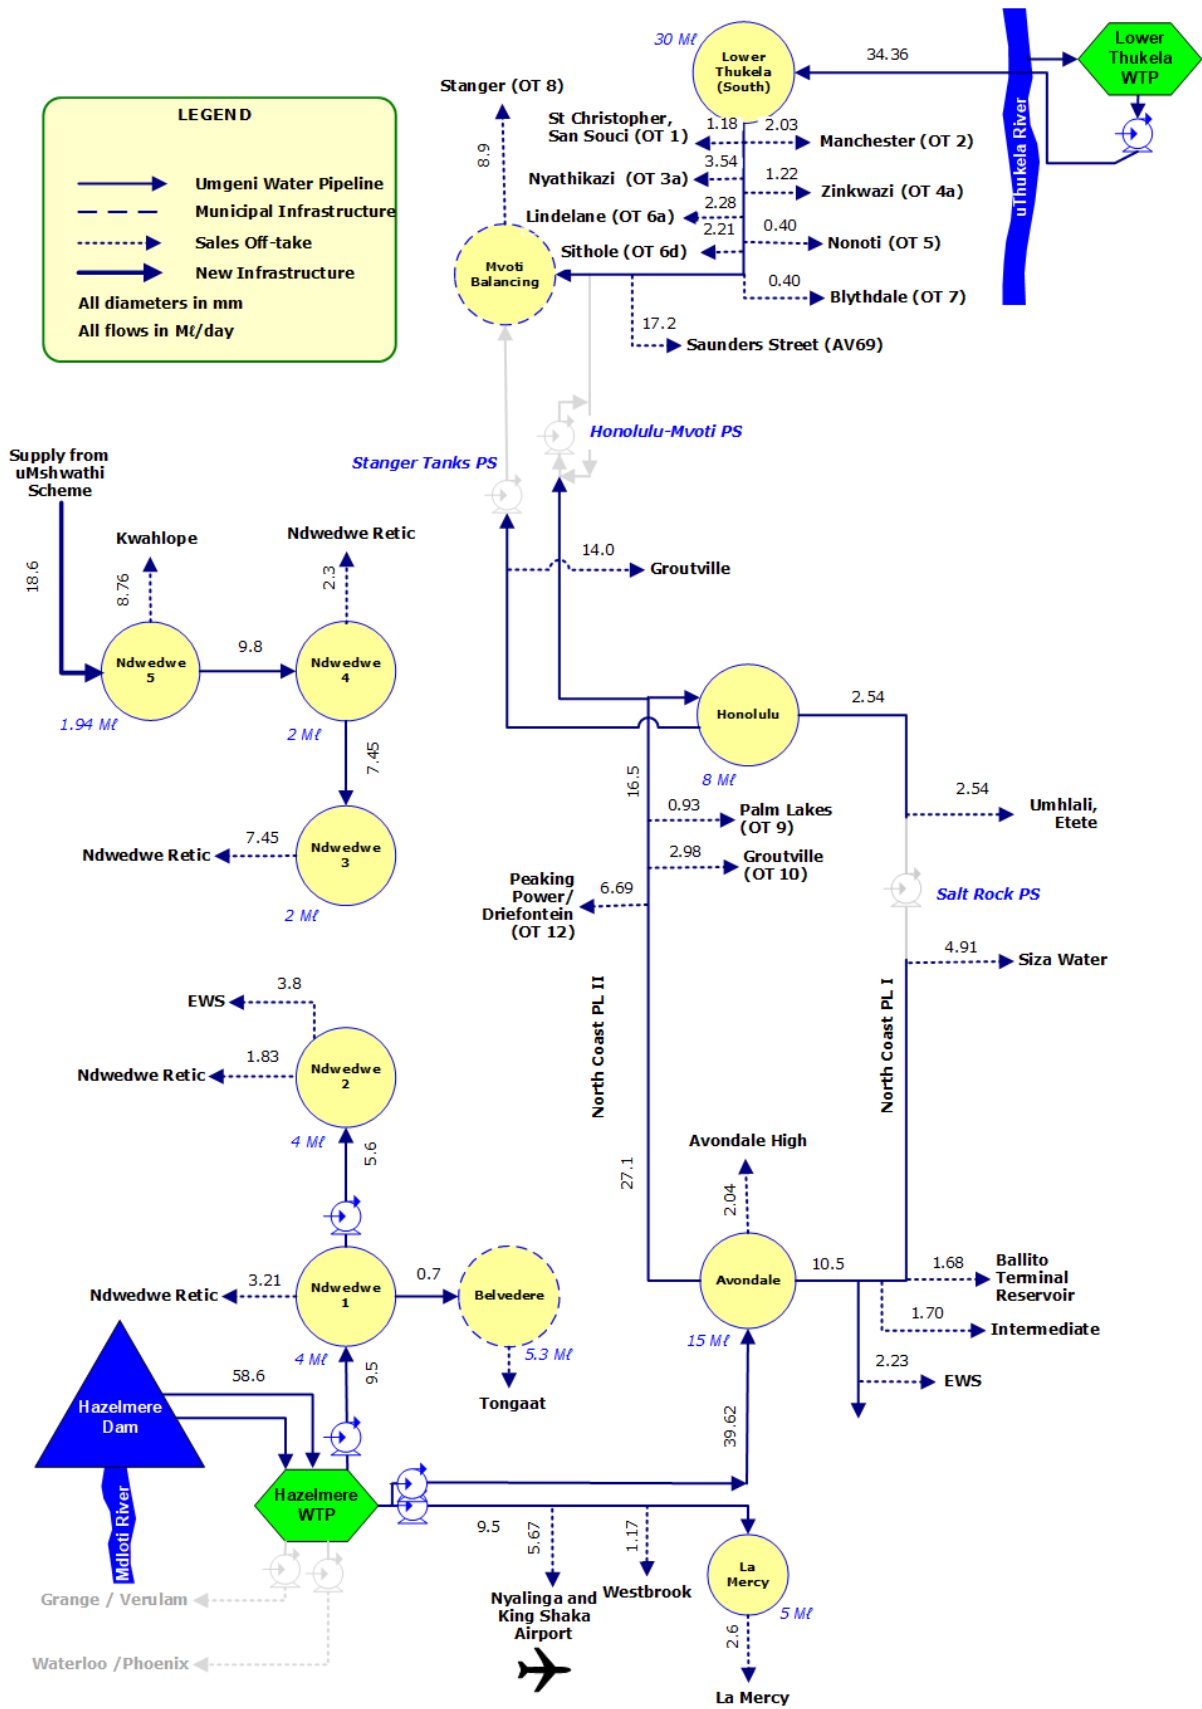 30 Mℓ
Lower
Thukela
(South)
34.36
Lower
Thukela
WTP
uThukela River
LEGEND
Umgeni Water Pipeline
Municipal Infrastructure
Sales Off-take
New Infrastructure
All diameters in mm
All flows in Mℓ/day
Stanger (OT 8)
8.9
St Christopher,
San Souci (OT 1)
1.18
2.03
Manchester (OT 2)
3.54
Nyathikazi (OT 3a)
1.22
Zinkwazi (OT 4a)
2.28
Lindelane (OT 6a)
2.21
0.40
Sithole (OT 6d)
Nonoti (OT 5)
Mvoti
Balancing
0.40
Blythdale (OT 7)
17.2
Saunders Street (AV69)
Honolulu-Mvoti PS
Stanger Tanks PS
Supply from
uMshwathi
Scheme
18.6
Kwahlope
8.76
Ndwedwe Retic
2.3
14.0
Groutville
Ndwedwe
5
9.8
Ndwedwe
4
1.94 Mℓ
2 Mℓ
7.45
Honolulu
2.54
8 Mℓ
16.5
2.54
Umhlali,
Etete
0.93
Palm Lakes
(OT 9)
7.45
Ndwedwe Retic
Ndwedwe
3
2 Mℓ
2.98
Groutville
(OT 10)
Peaking
Power/
Driefontein
(OT 12)
6.69
Salt Rock PS
4.91
Siza Water
North Coast PL II
North Coast PL I
3.8
EWS
1.83
Ndwedwe Retic
Ndwedwe
2
4 Mℓ
5.6
Avondale High
27.1
2.04
3.21
Ndwedwe Retic
Ndwedwe
1
0.7
Belvedere
Avondale
10.5
1.68
Ballito
Terminal
Reservoir
1.70
Intermediate
4 Mℓ
9.5
5.3 Mℓ
15 Mℓ
2.23
EWS
Tongaat
58.6
Hazelmere
Dam
Mdloti River
39.62
Hazelmere
WTP
9.5
5.67
1.17
La
Mercy
5 Mℓ
Grange / Verulam
Nyalinga and
King Shaka
Airport
Westbrook
2.6
Waterloo /Phoenix
La Mercy